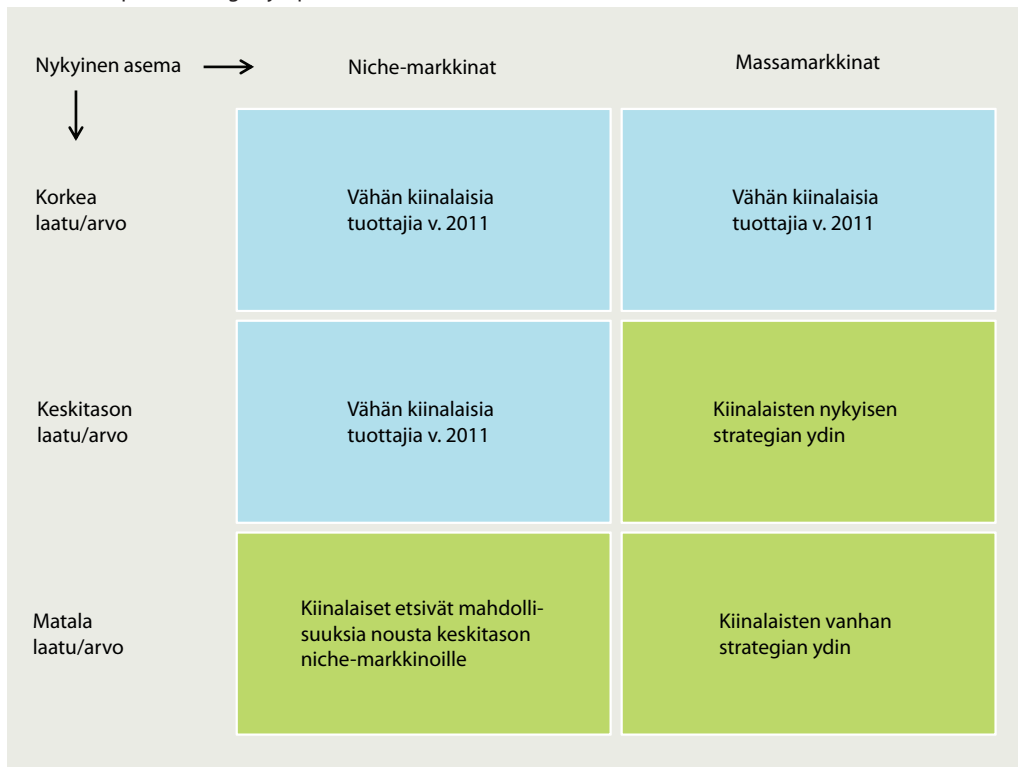 Nykyinen asema
Niche-markkinat
Massamarkkinat
Korkea
laatu/arvo
Vähän kiinalaisia
tuottajia v. 2011
Vähän kiinalaisia
tuottajia v. 2011
Keskitason
laatu/arvo
Vähän kiinalaisia
tuottajia v. 2011
Kiinalaisten nykyisen
strategian ydin
Matala
laatu/arvo
Kiinalaiset etsivät mahdolli-
suuksia nousta keskitason
niche-markkinoille
Kiinalaisten vanhan
strategian ydin